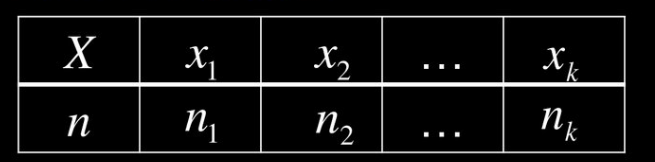 X x₁ x₂ ... xₖ
n n₁ n₂ ... nₖ